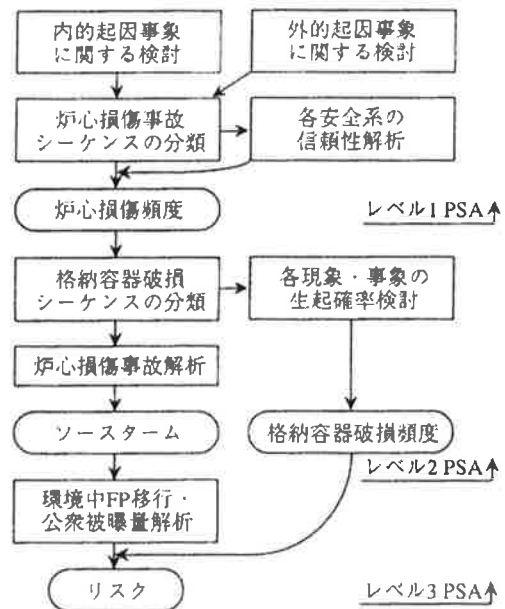 内的起因事象
に関する検討
外的起因事象
に関する検討
炉心損傷事故
シーケンスの分類
各安全系の
信頼性解析
炉心損傷頻度
レベル1 PSA
格納容器破損
シーケンスの分類
各現象・事象の
生起確率検討
炉心損傷事故解析
ソースターム
格納容器破損頻度
レベル2 PSA
環境中FP移行・
公衆被曝量解析
リスク
レベル3 PSA